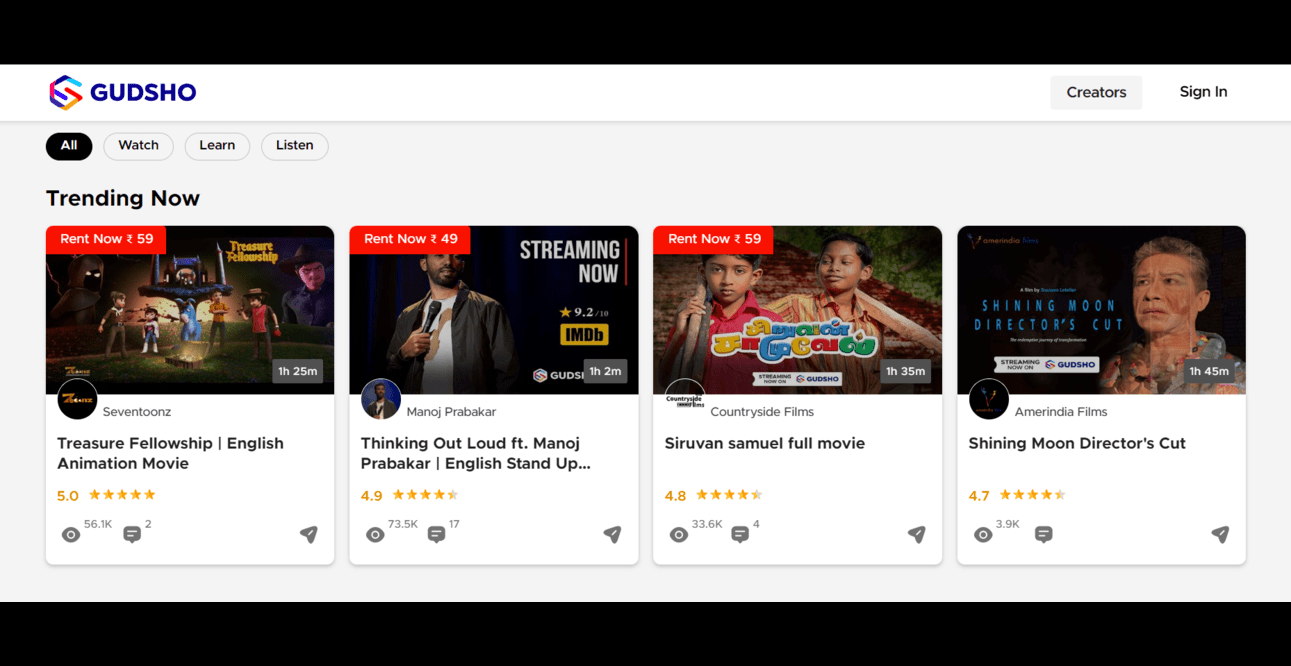 GUDSHO
Creators
Sign In
All
Watch
Learn
Listen
Trending Now
Rent Now ₹ 59
Treasure
Fellowship
1h 25m
Seventoonz
Treasure Fellowship | English
Animation Movie
5.0
56.1K
2
Rent Now ₹ 49
STREAMING
NOW
9.2/10
IMDb
GUDS
1h 2m
Manoj Prabakar
Thinking Out Loud ft. Manoj
Prabakar | English Stand Up...
4.9
73.5K
17
Rent Now ₹ 59
சிறுவன்
சாமுவேல்
STREAMING
NOW ON
GUDSHO
1h 35m
Countryside
Countryside Films
Siruvan samuel full movie
4.8
33.6K
4
amerindia films
A film by
SHINING MOON
DIRECTOR'S CUT
The redemptive journey of transformation
STREAMING
NOW ON
GUDSHO
1h 45m
Amerindia Films
Shining Moon Director's Cut
4.7
3.9K